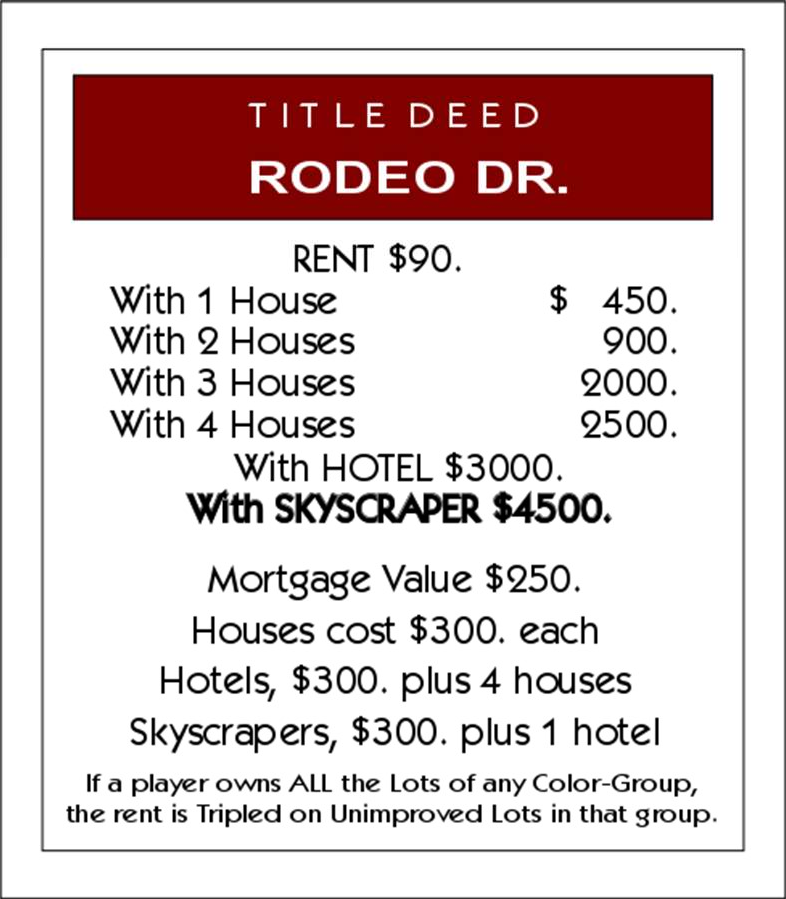 TITLE DEED
RODEO DR.
RENT $90.
With 1 House $ 450.
With 2 Houses 900.
With 3 Houses 2000.
With 4 Houses 2500.
With HOTEL $3000.
With SKYSCRAPER $4500.
Mortgage Value $250.
Houses cost $300. each
Hotels, $300. plus 4 houses
Skyscrapers, $300. plus 1 hotel
If a player owns ALL the Lots of any Color-Group,
the rent is Tripled on Unimproved Lots in that group.